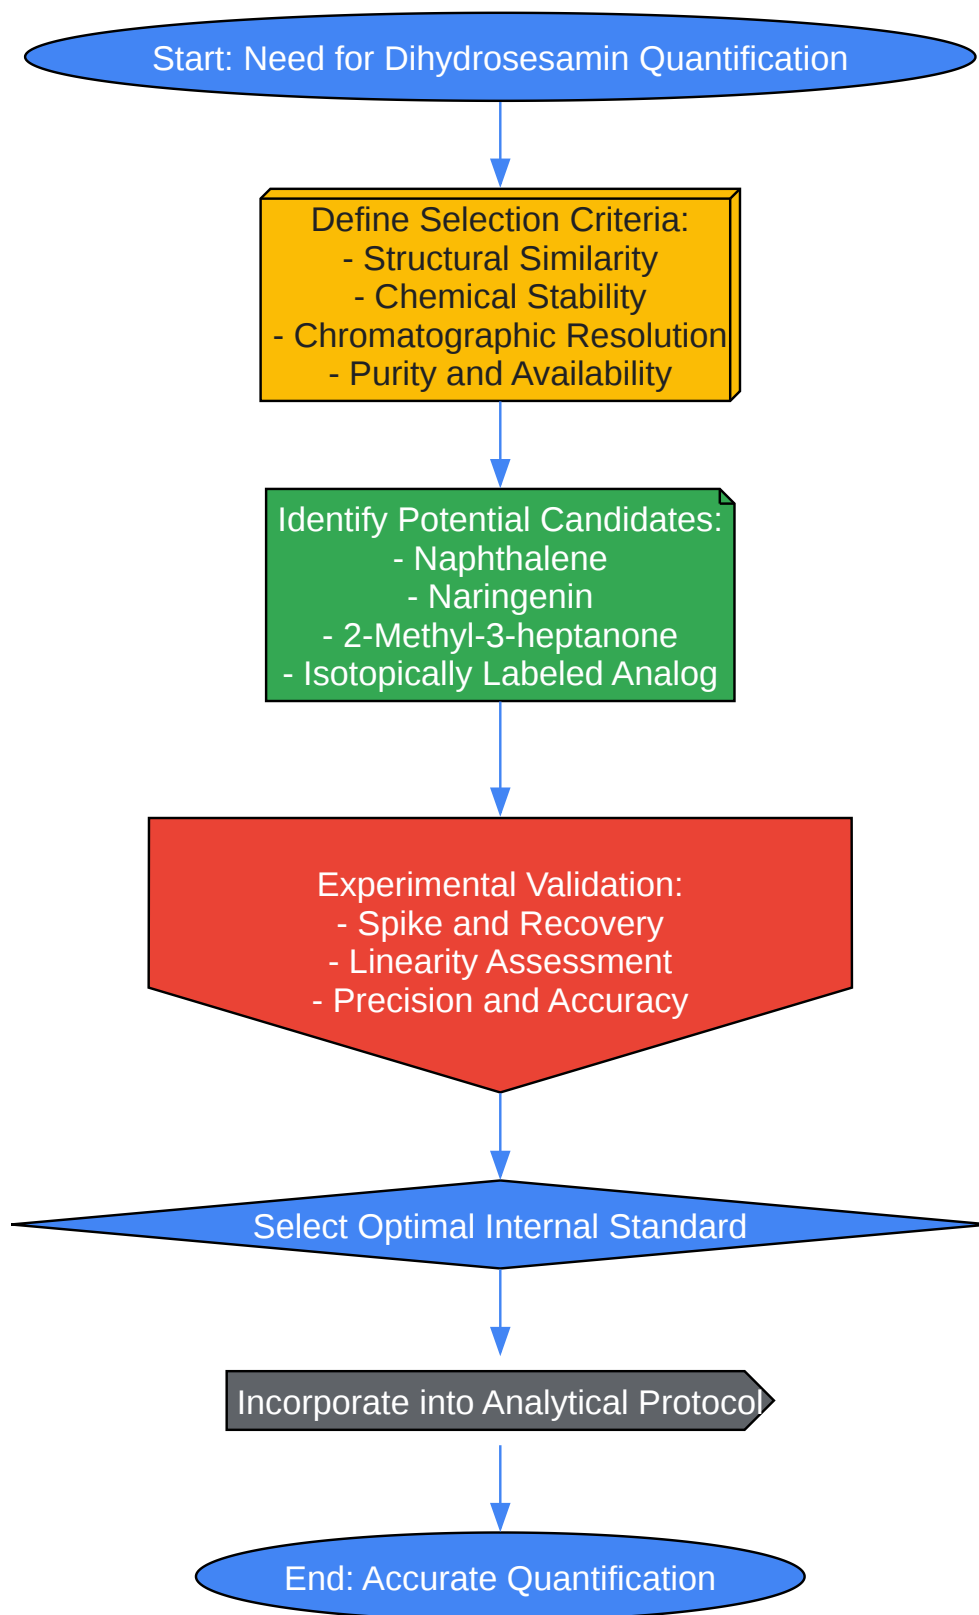 Start: Need for Dihydrosesamin Quantification
Define Selection Criteria:
- Structural Similarity
- Chemical Stability
- Chromatographic Resolution
- Purity and Availability
Identify Potential Candidates:
- Naphthalene
- Naringenin
- 2-Methyl-3-heptanone
- Isotopically Labeled Analog
Experimental Validation:
- Spike and Recovery
- Linearity Assessment
- Precision and Accuracy
Select Optimal Internal Standard
Incorporate into Analytical Protocol
End: Accurate Quantification